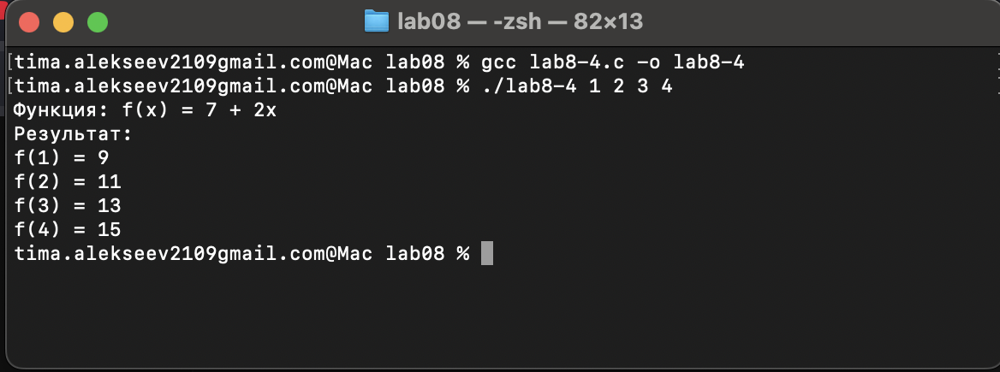 lab08 — -zsh — 82×13
[tima.alekseev2109gmail.com@Mac lab08 % gcc lab8-4.c -o lab8-4
[tima.alekseev2109gmail.com@Mac lab08 % ./lab8-4 1 2 3 4
Функция: f(x) = 7 + 2x
Результат:
f(1) = 9
f(2) = 11
f(3) = 13
f(4) = 15
tima.alekseev2109gmail.com@Mac lab08 %